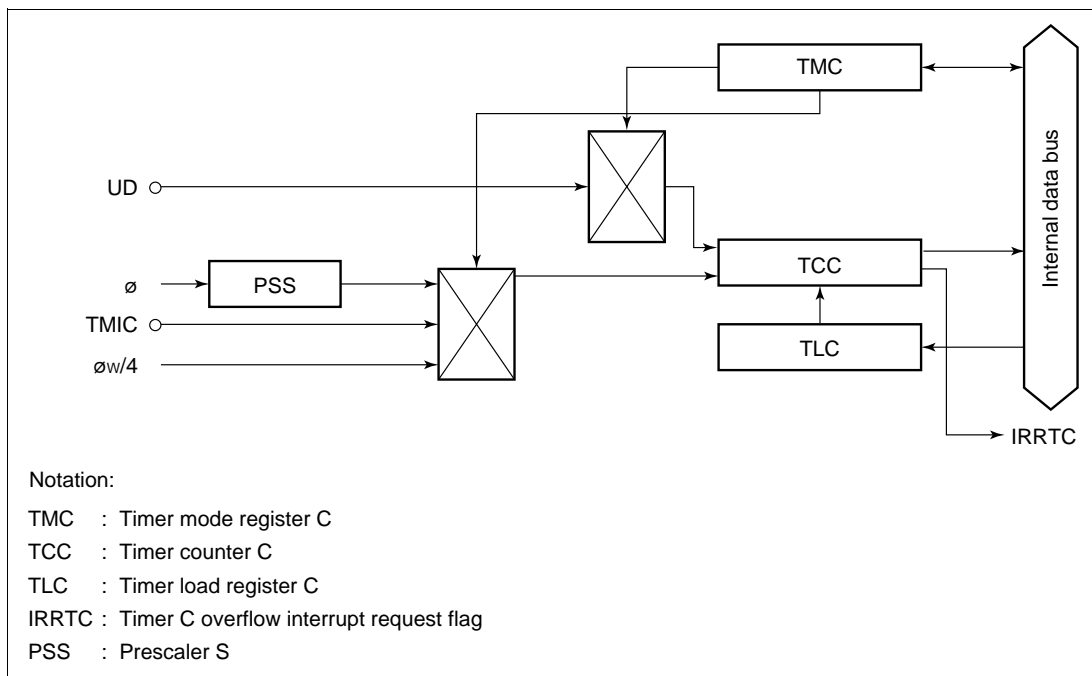 TMC
UD
Internal data bus
TCC
ø
PSS
TMIC
TLC
øw/4
IRRTC
Notation:
TMC : Timer mode register C
TCC : Timer counter C
TLC : Timer load register C
IRRTC : Timer C overflow interrupt request flag
PSS : Prescaler S